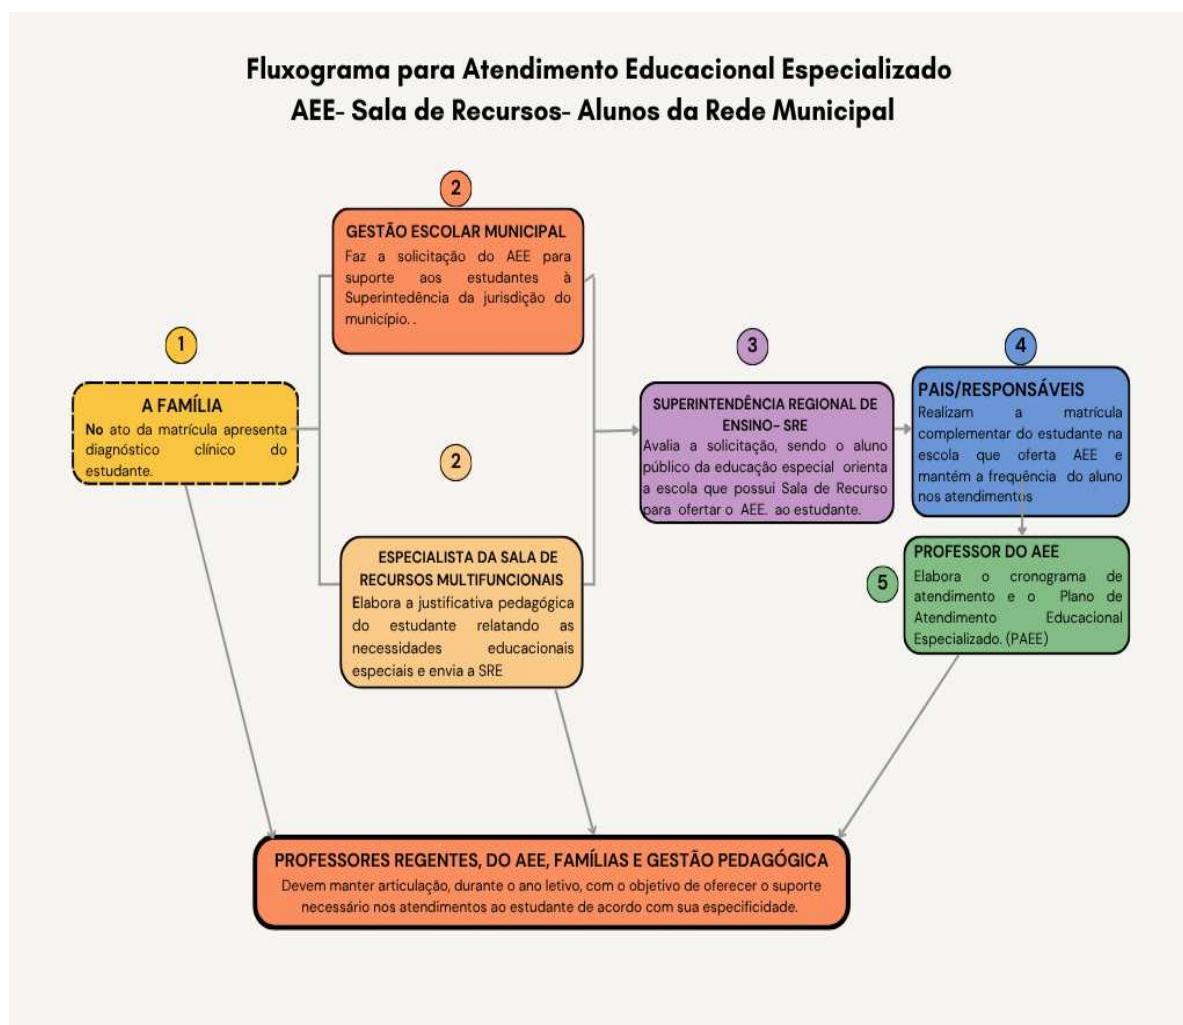 Fluxograma para Atendimento Educacional Especializado
AEE- Sala de Recursos- Alunos da Rede Municipal
1
A FAMÍLIA
No ato da matrícula apresenta
diagnóstico clínico do
estudante.
2
GESTÃO ESCOLAR MUNICIPAL
Faz a solicitação do AEE para
suporte aos estudantes à
Superintedência da jurisdição do
município. .
2
ESPECIALISTA DA SALA DE
RECURSOS MULTIFUNCIONAIS
Elabora a justificativa pedagógica
do estudante relatando as
necessidades educacionais
especiais e envia a SRE
3
SUPERINTENDÊNCIA REGIONAL DE
ENSINO- SRE
Avalia a solicitação, sendo o aluno
público da educação especial orienta
a escola que possui Sala de Recurso
para ofertar o AEE. ao estudante.
4
PAIS/RESPONSÁVEIS
Realizam a matrícula
complementar do estudante na
escola que oferta AEE e
mantém a frequência do aluno
nos atendimentos
5
PROFESSOR DO AEE
Elabora o cronograma de
atendimento e o Plano de
Atendimento Educacional
Especializado. (PAEE)
PROFESSORES REGENTES, DO AEE, FAMÍLIAS E GESTÃO PEDAGÓGICA
Devem manter articulação, durante o ano letivo, com o objetivo de oferecer o suporte
necessário nos atendimentos ao estudante de acordo com sua especificidade.